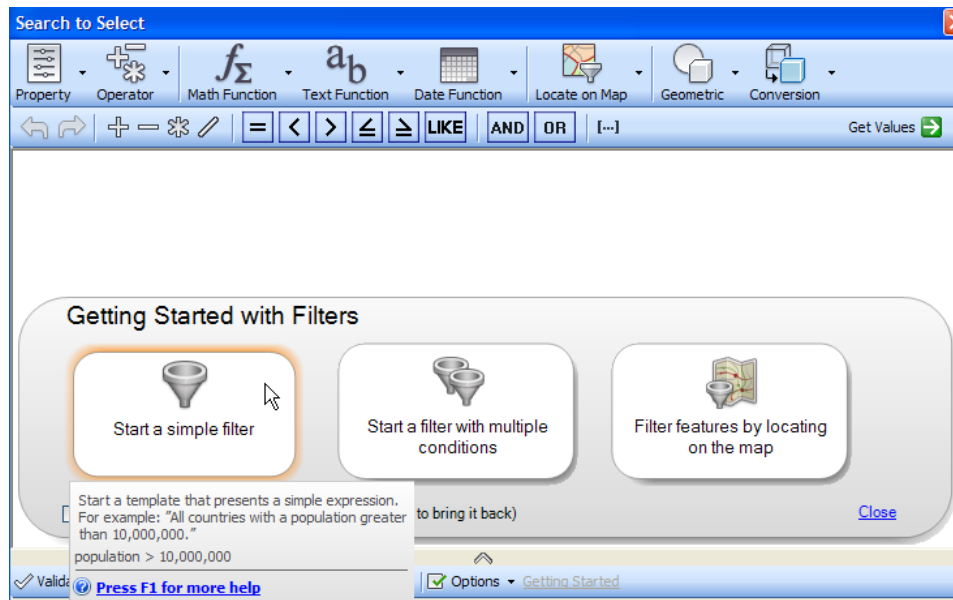 Search to Select
Property Operator Math Function Text Function Date Function Locate on Map Geometric Conversion
= < > ≤ ≥ LIKE AND OR [...] Get Values
Getting Started with Filters
Start a simple filter
Start a filter with multiple
conditions
Filter features by locating
on the map
Start a template that presents a simple expression.
For example: "All countries with a population greater
than 10,000,000."
population > 10,000,000
Press F1 for more help
to bring it back)
Close
Options Getting Started